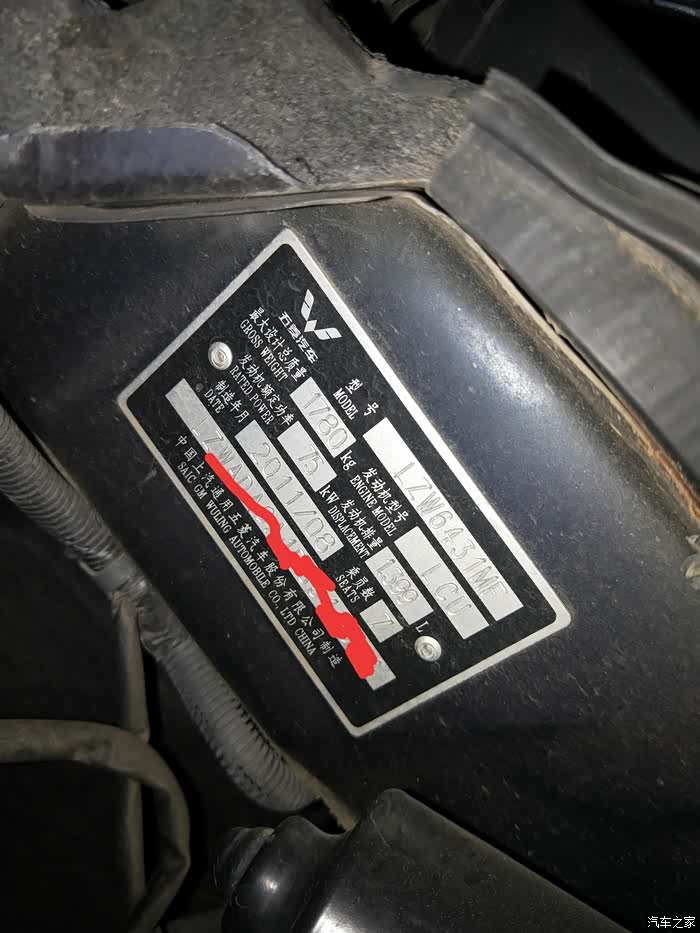 五菱汽车
型号 LZW6431MF
MODEL
最大设计总质量 1780 kg 发动机型号 LCU
GROSS WEIGHT ENGINE MODEL
发动机额定功率 75 kW 发动机排量 1399 L
RATED POWER DISPLACEMENT
制造年月 2011/08 乘员数 7
DATE SEATS
中国上汽通用五菱汽车股份有限公司制造
SAIC GM WULING AUTOMOBILE CO., LTD CHINA
汽车之家